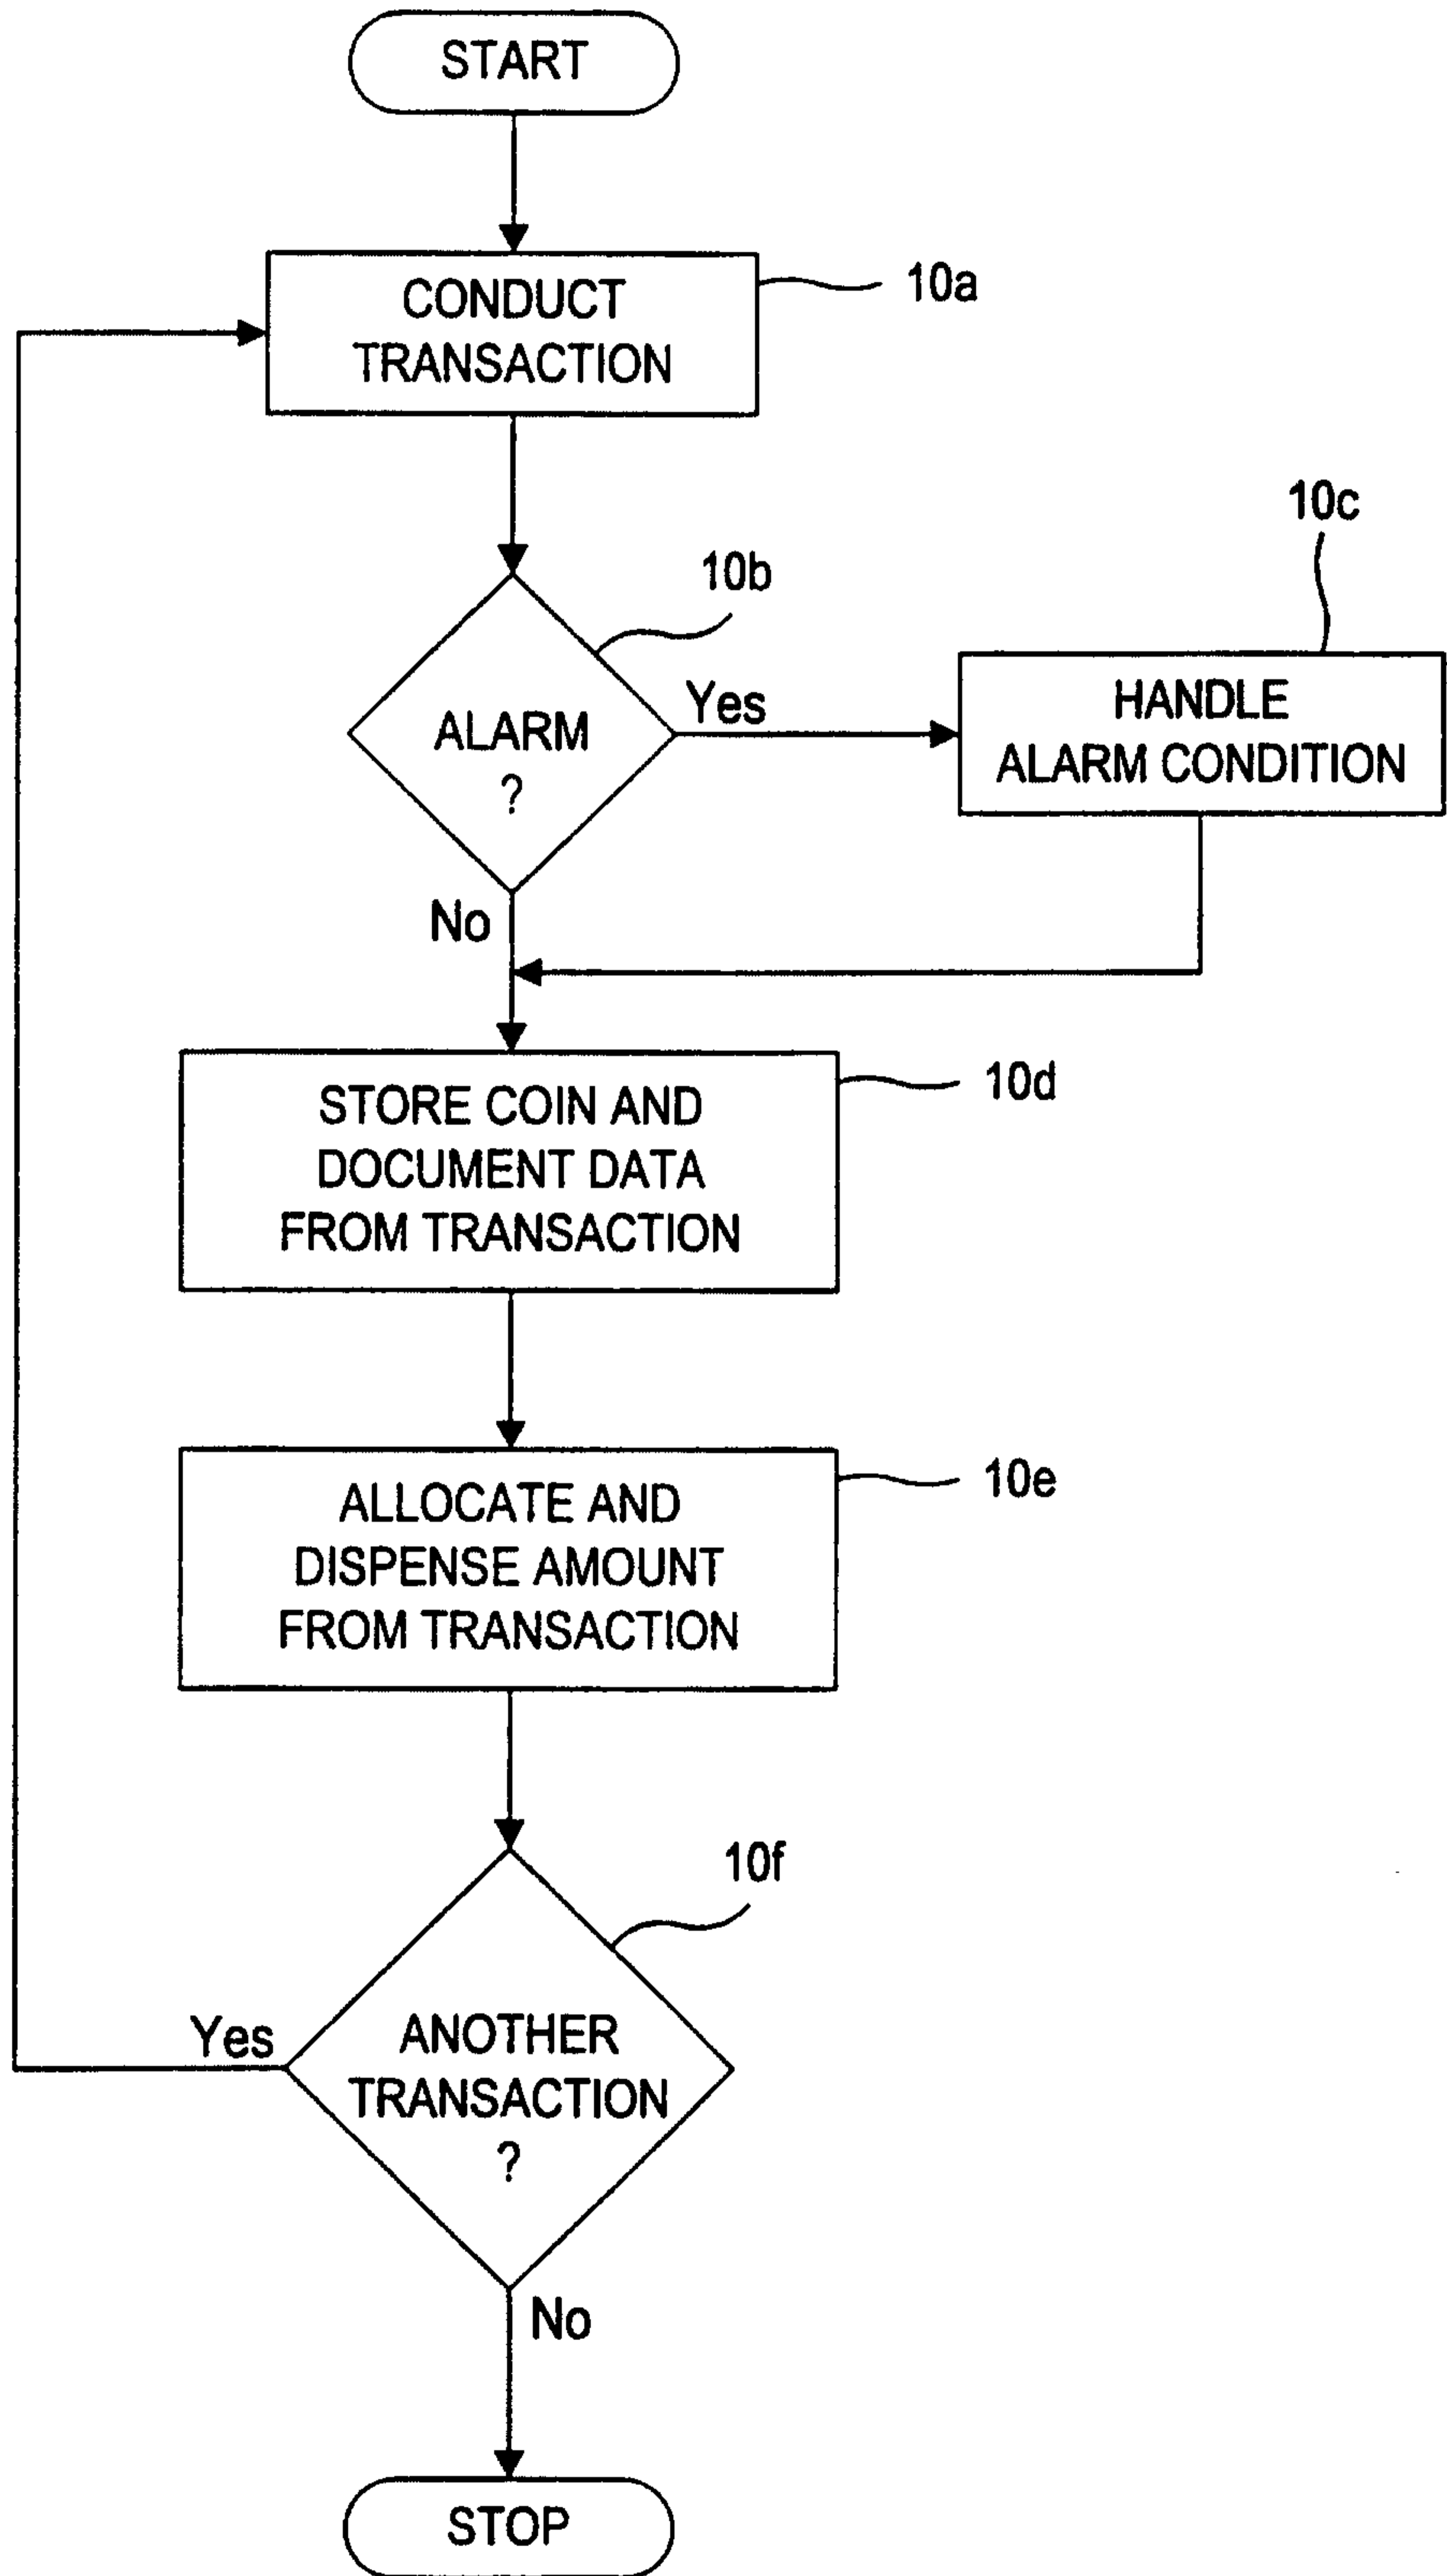 START
CONDUCT
TRANSACTION
10a
10b
ALARM
?
Yes
10c
HANDLE
ALARM CONDITION
No
STORE COIN AND
DOCUMENT DATA
FROM TRANSACTION
10d
ALLOCATE AND
DISPENSE AMOUNT
FROM TRANSACTION
10e
10f
ANOTHER
TRANSACTION
?
Yes
No
STOP